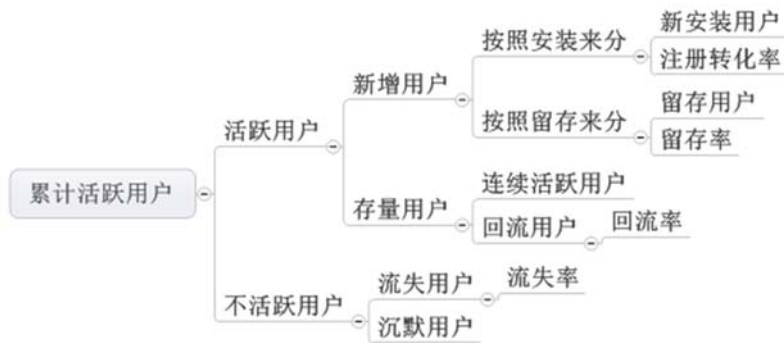 累计活跃用户
活跃用户
新增用户
按照安装来分
新安装用户
注册转化率
按照留存来分
留存用户
留存率
存量用户
连续活跃用户
回流用户
回流率
不活跃用户
流失用户
流失率
沉默用户